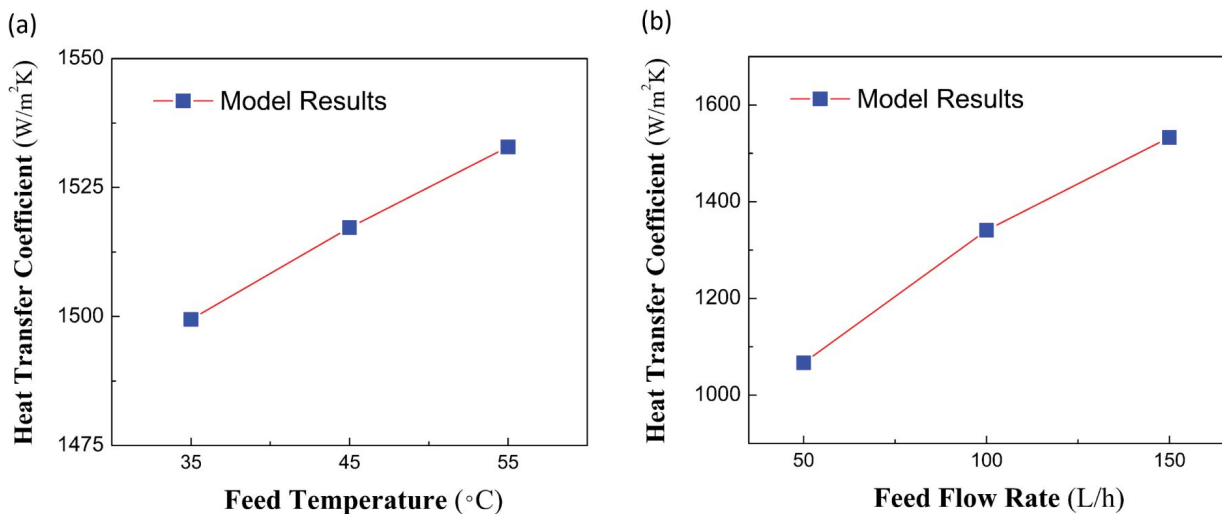 (a)
Heat Transfer Coefficient (W/m²K)
1550
1525
1500
1475
Model Results
35 45 55
Feed Temperature (°C)
(b)
Heat Transfer Coefficient (W/m²K)
1600
1400
1200
1000
Model Results
50 100 150
Feed Flow Rate (L/h)